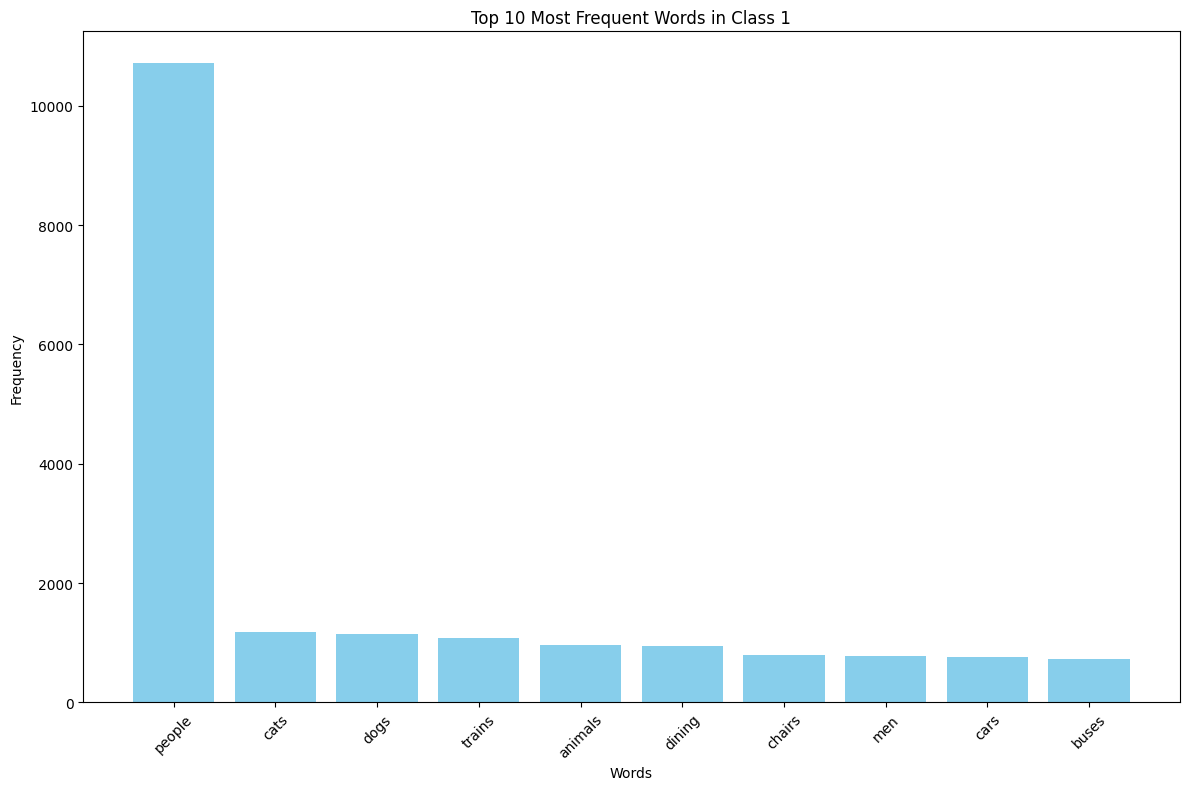 Top 10 Most Frequent Words in Class 1
10000
8000
6000
4000
2000
0
Frequency
people cats dogs trains animals dining chairs men cars buses
Words